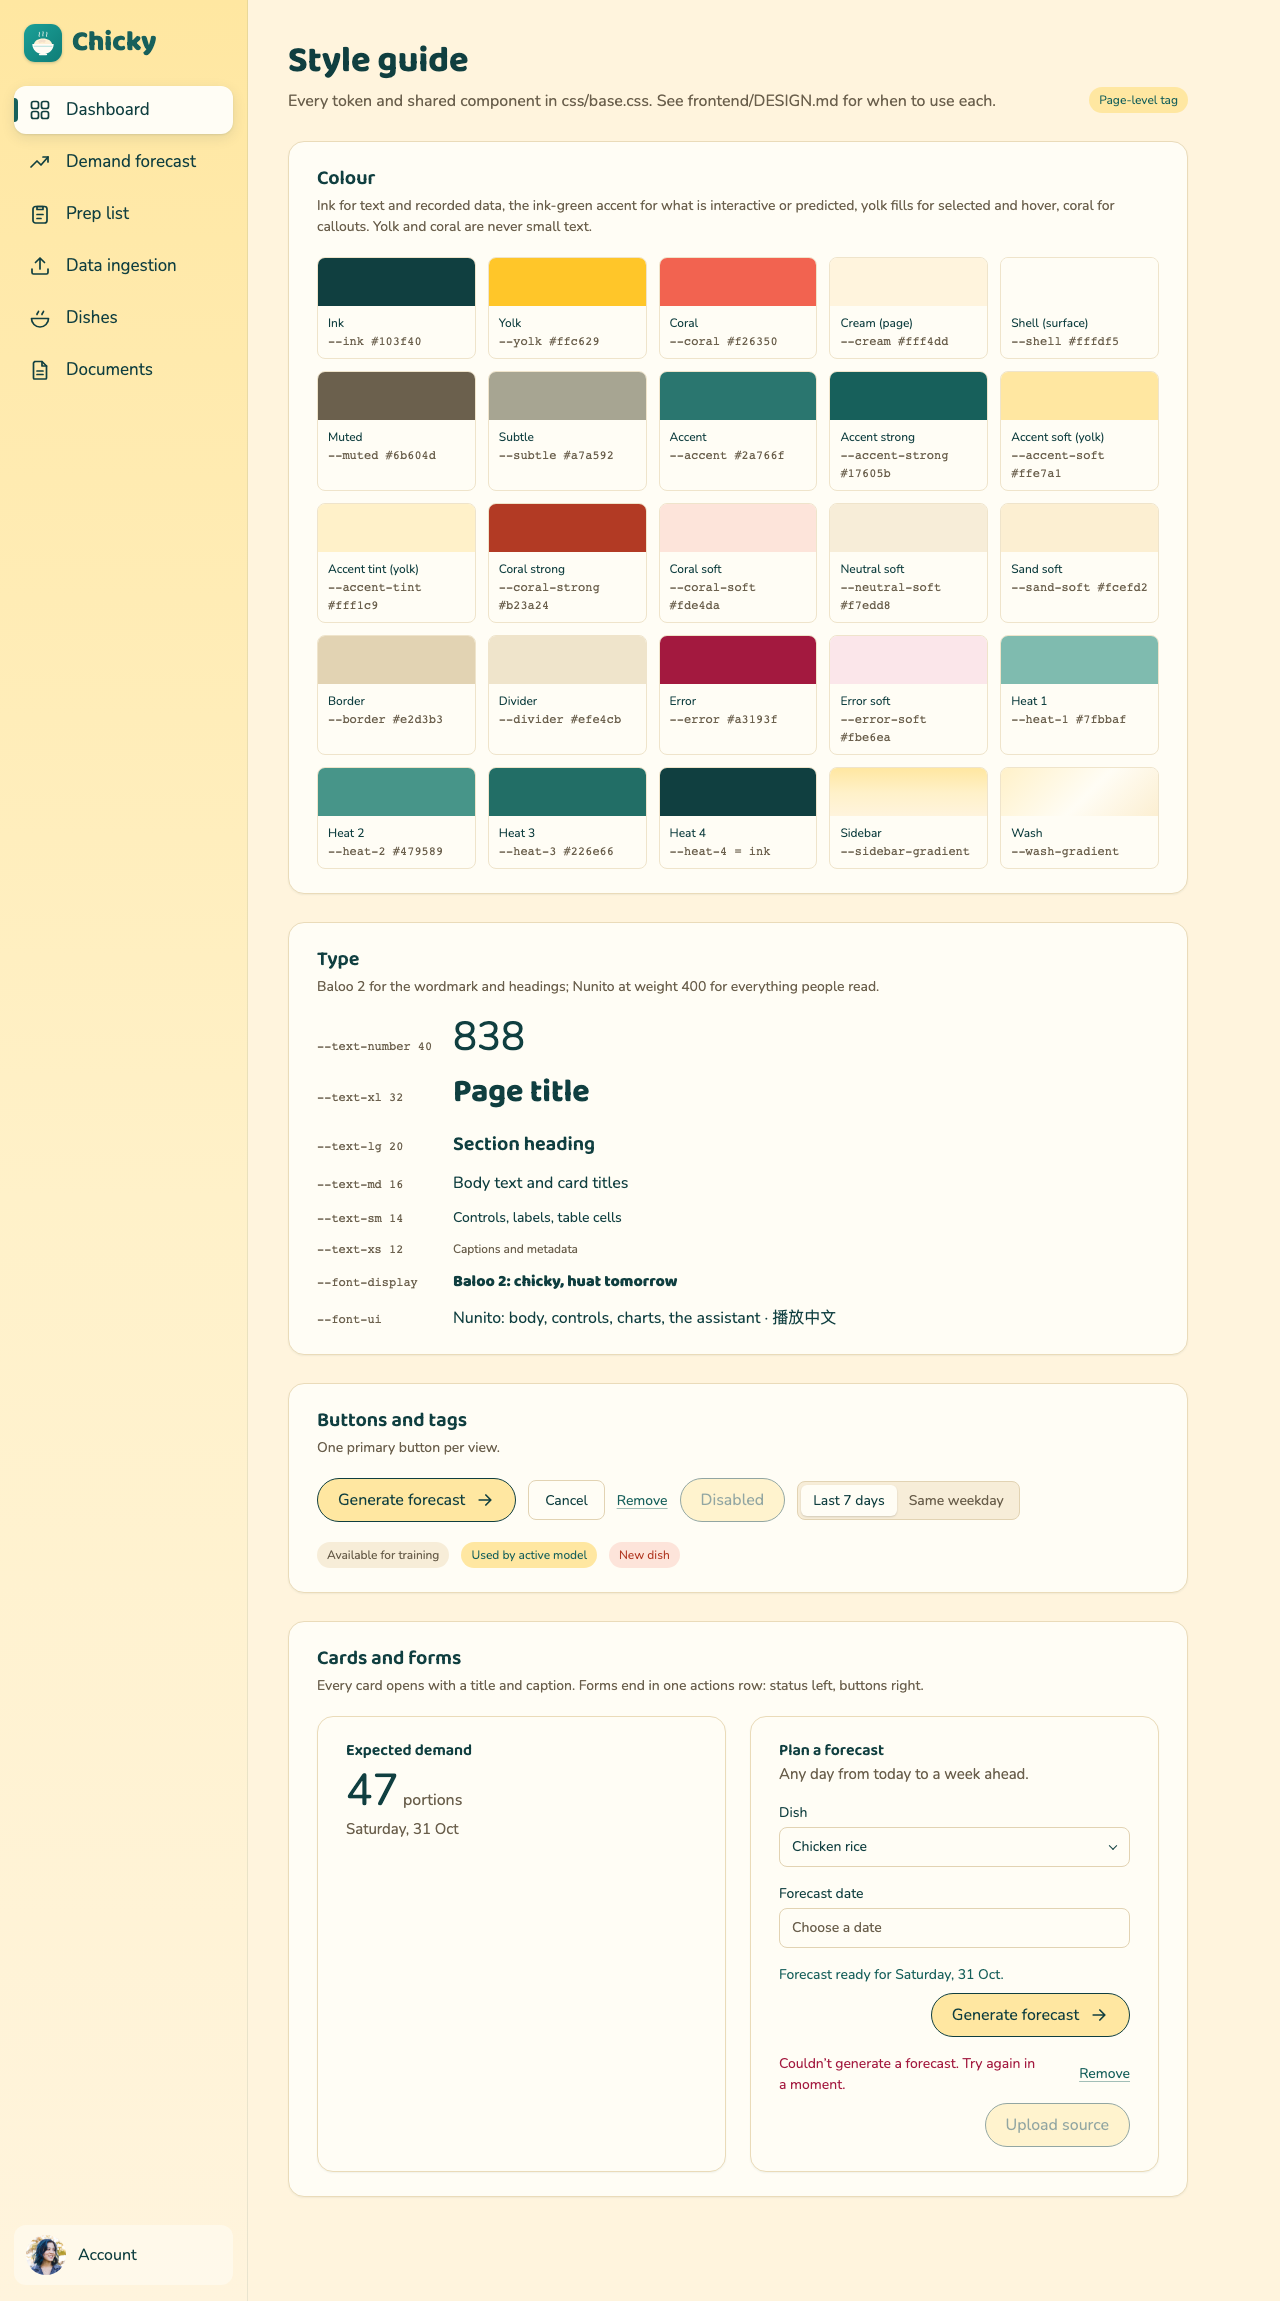 Chicky
Dashboard
Demand forecast
Prep list
Data ingestion
Dishes
Documents
Account
Style guide
Every token and shared component in css/base.css. See frontend/DESIGN.md for when to use each.
Page-level tag
Colour
Ink for text and recorded data, the ink-green accent for what is interactive or predicted, yolk fills for selected and hover, coral for
callouts. Yolk and coral are never small text.
Ink
--ink #103f40
Yolk
--yolk #ffc629
Coral
--coral #f26350
Cream (page)
--cream #fff4dd
Shell (surface)
--shell #fffdf5
Muted
--muted #6b604d
Subtle
--subtle #a7a592
Accent
--accent #2a766f
Accent strong
--accent-strong
#17605b
Accent soft (yolk)
--accent-soft
#ffe7a1
Accent tint (yolk)
--accent-tint
#fff1c9
Coral strong
--coral-strong
#b23a24
Coral soft
--coral-soft
#fde4da
Neutral soft
--neutral-soft
#f7edd8
Sand soft
--sand-soft #fcefd2
Border
--border #e2d3b3
Divider
--divider #efe4cb
Error
--error #a3193f
Error soft
--error-soft
#fbe6ea
Heat 1
--heat-1 #7fbbaf
Heat 2
--heat-2 #479589
Heat 3
--heat-3 #226e66
Heat 4
--heat-4 = ink
Sidebar
--sidebar-gradient
Wash
--wash-gradient
Type
Baloo 2 for the wordmark and headings; Nunito at weight 400 for everything people read.
--text-number 40 838
--text-xl 32 Page title
--text-lg 20 Section heading
--text-md 16 Body text and card titles
--text-sm 14 Controls, labels, table cells
--text-xs 12 Captions and metadata
--font-display Baloo 2: chicky, huat tomorrow
--font-ui Nunito: body, controls, charts, the assistant · 播放中文
Buttons and tags
One primary button per view.
Generate forecast
Cancel
Remove
Disabled
Last 7 days
Same weekday
Available for training
Used by active model
New dish
Cards and forms
Every card opens with a title and caption. Forms end in one actions row: status left, buttons right.
Expected demand
47 portions
Saturday, 31 Oct
Plan a forecast
Any day from today to a week ahead.
Dish
Chicken rice
Forecast date
Choose a date
Forecast ready for Saturday, 31 Oct.
Generate forecast
Couldn't generate a forecast. Try again in
a moment.
Remove
Upload source